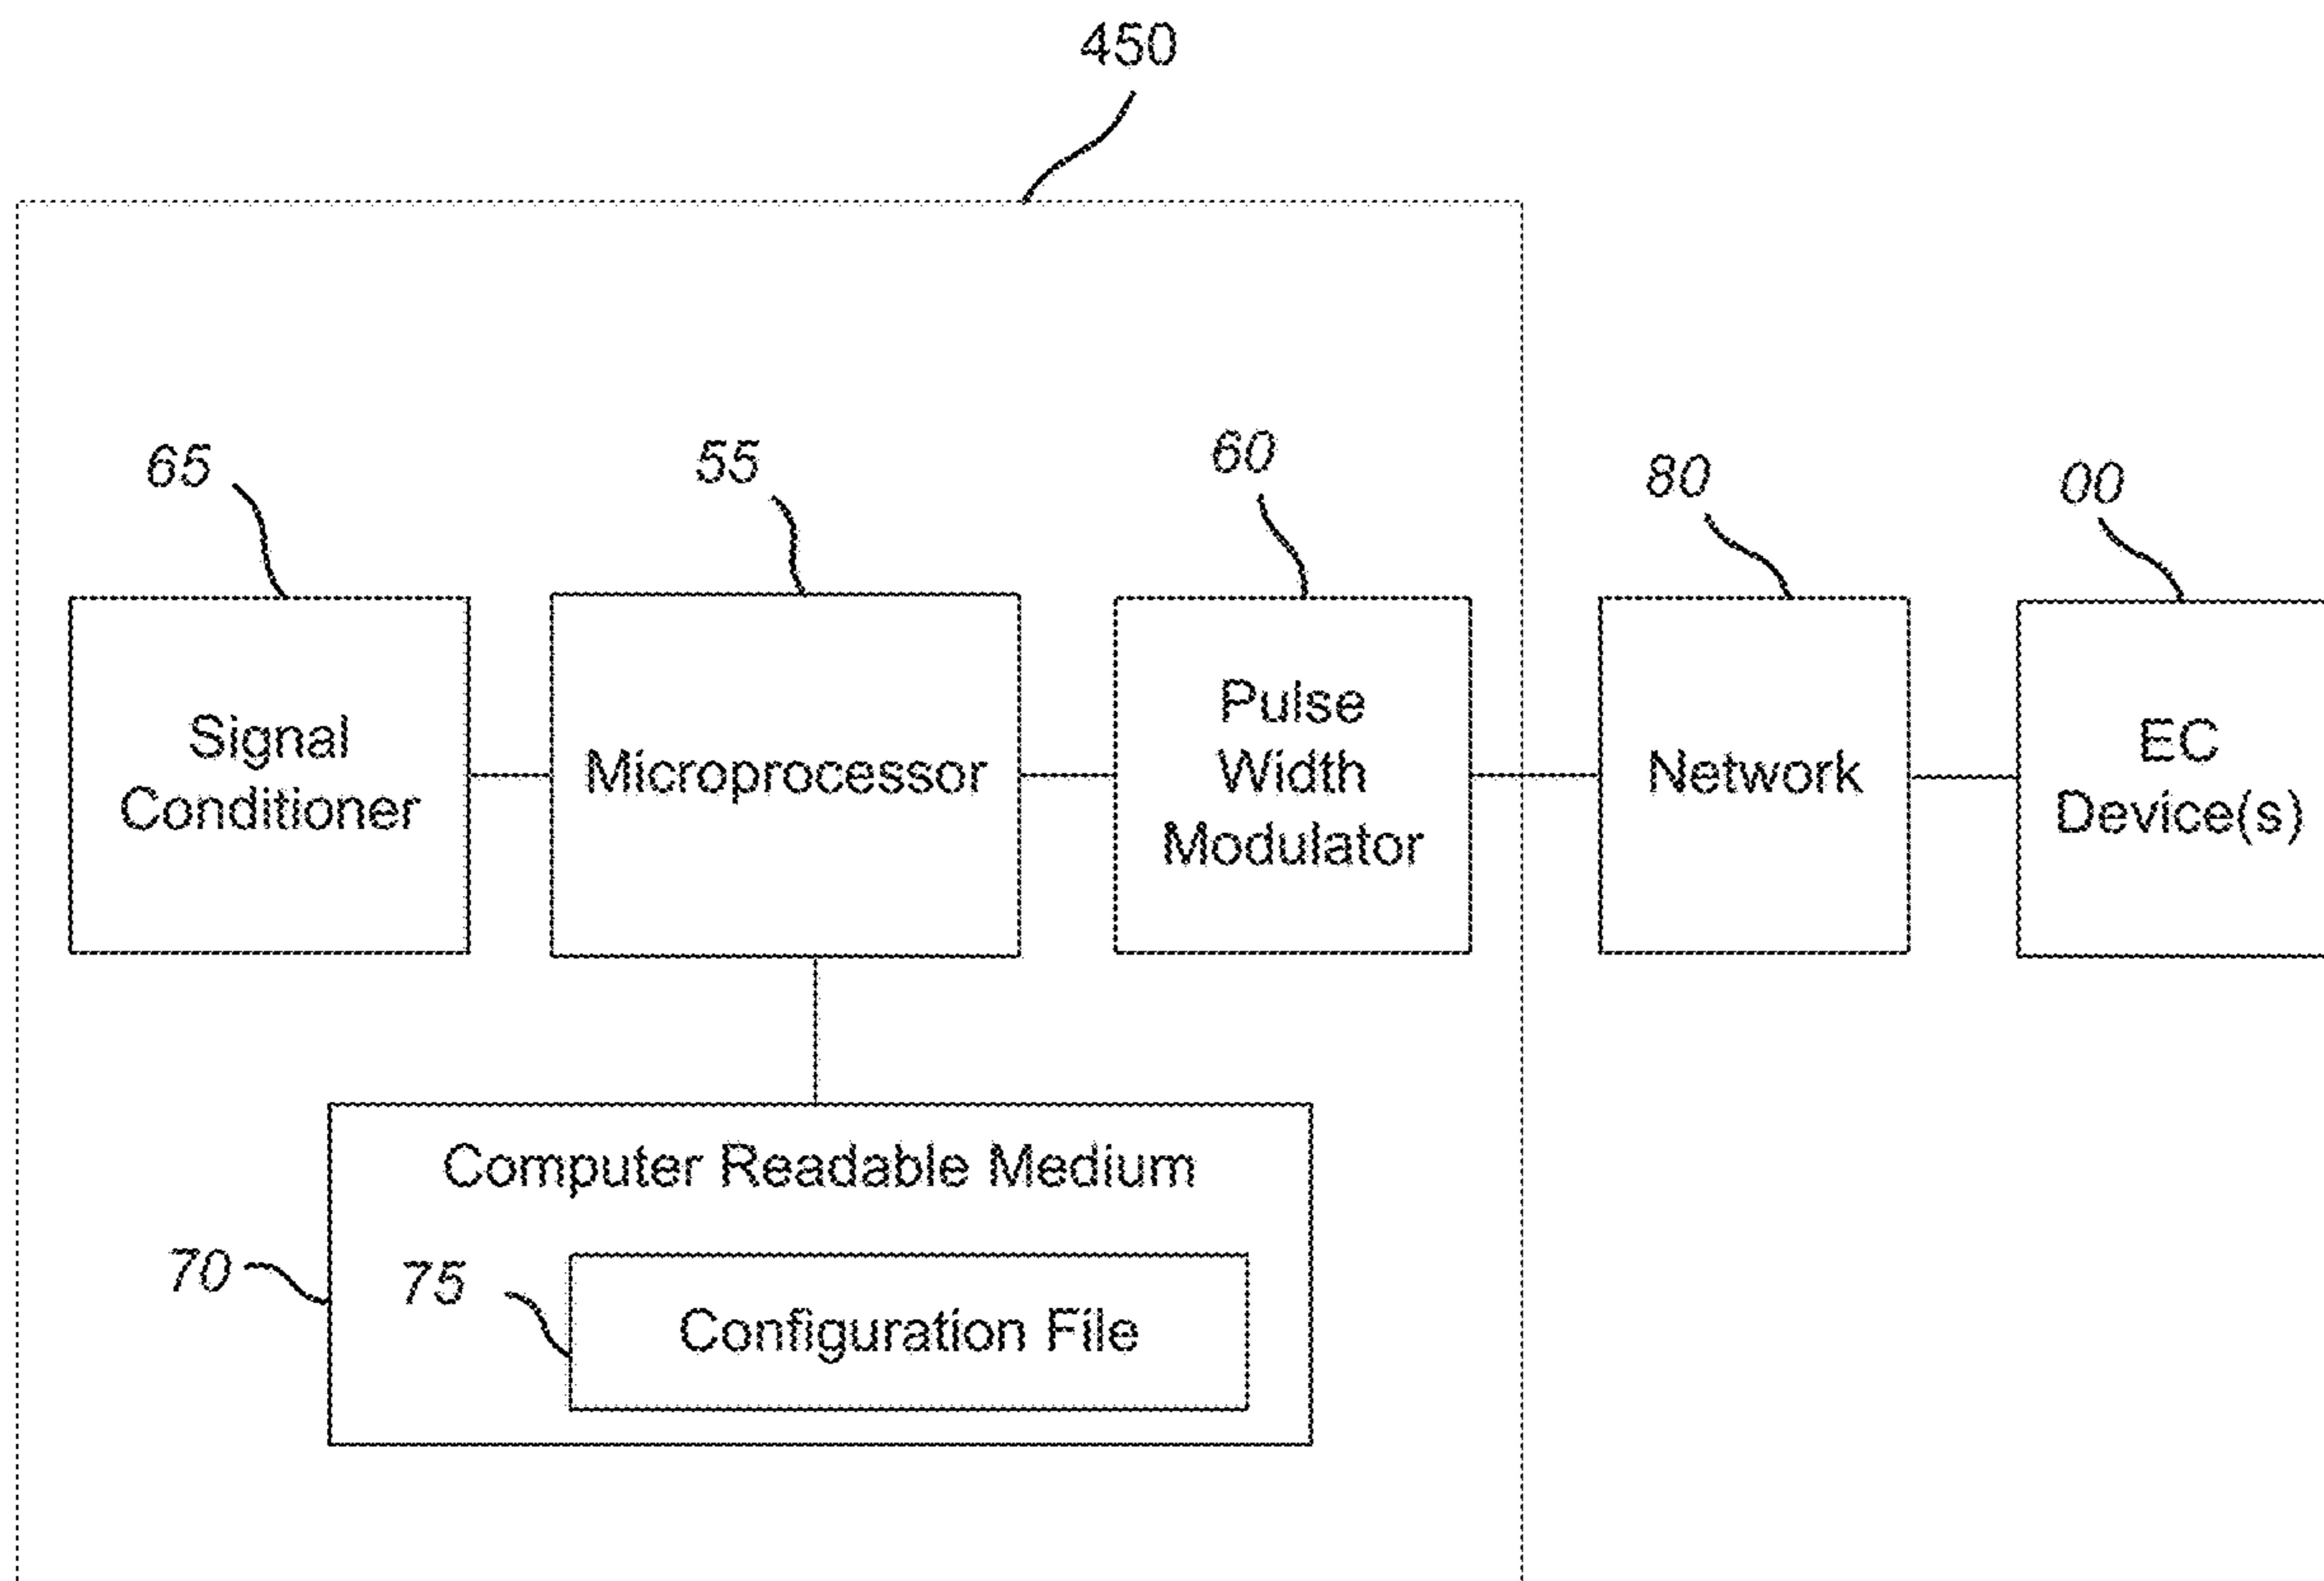 450
65
55
60
80
00
Signal
Conditioner
Microprocessor
Pulse
Width
Modulator
Network
EC
Device(s)
Computer Readable Medium
70
75
Configuration File